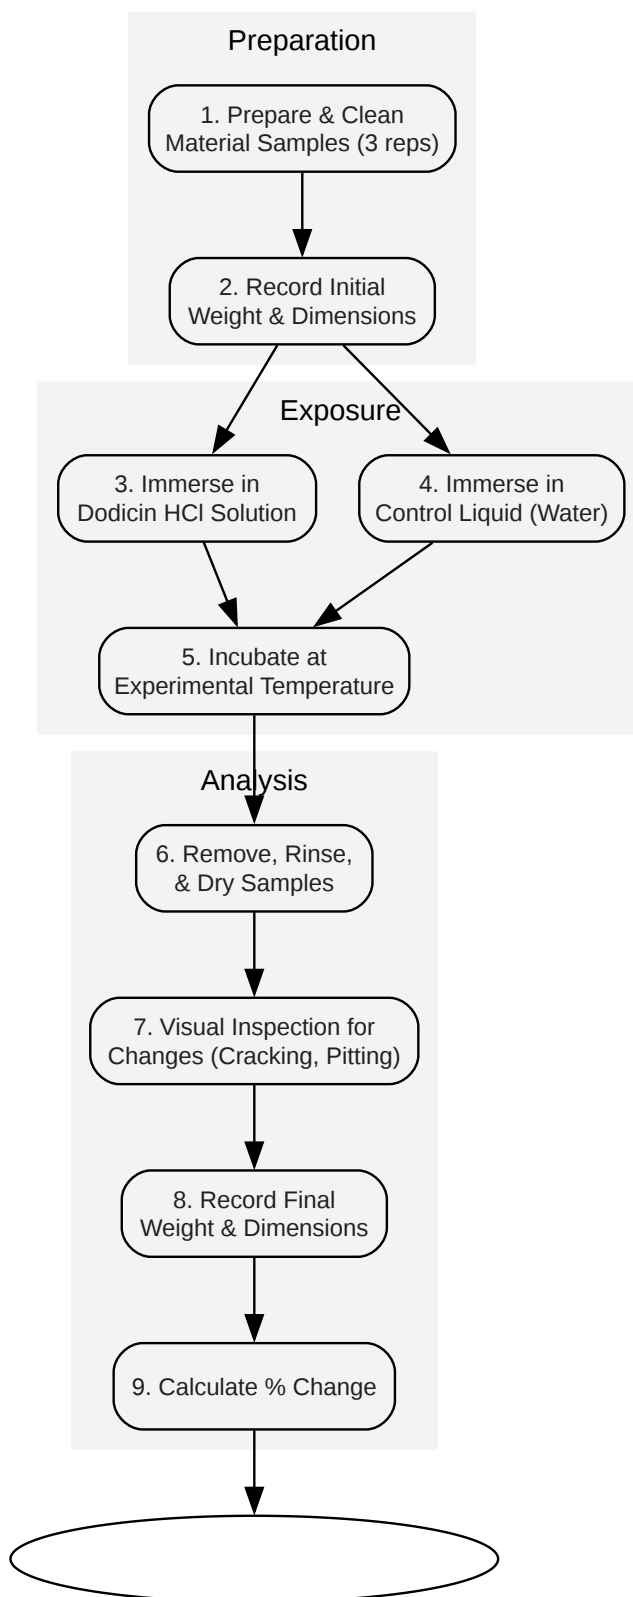 Preparation
1. Prepare & Clean
Material Samples (3 reps)
2. Record Initial
Weight & Dimensions
Exposure
3. Immerse in
Dodicin HCl Solution
4. Immerse in
Control Liquid (Water)
5. Incubate at
Experimental Temperature
Analysis
6. Remove, Rinse,
& Dry Samples
7. Visual Inspection for
Changes (Cracking, Pitting)
8. Record Final
Weight & Dimensions
9. Calculate % Change